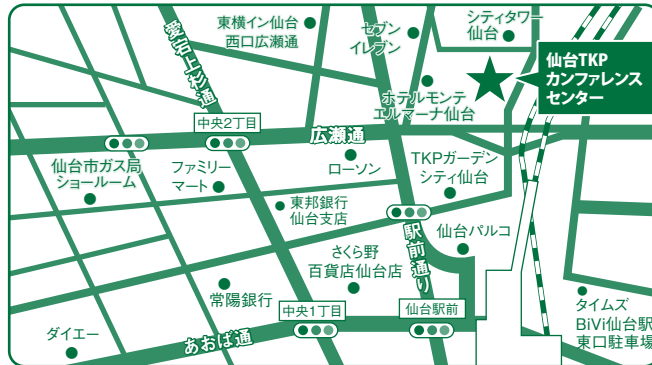 東横イン仙台
西口広瀬通
セブン
イレブン
シティタワー
仙台
仙台TKP
カンファレンス
センター
愛宕上杉通
ホテルモンテ
エルマーナ仙台
中央2丁目
広瀬通
仙台市ガス局
ショールーム
ファミリー
マート
ローソン
TKPガーデン
シティ仙台
東邦銀行
仙台支店
駅前通り
仙台パルコ
さくら野
百貨店仙台店
常陽銀行
中央1丁目
仙台駅前
タイムズ
BiVi仙台駅
東口駐車場
ダイエー
あおば通